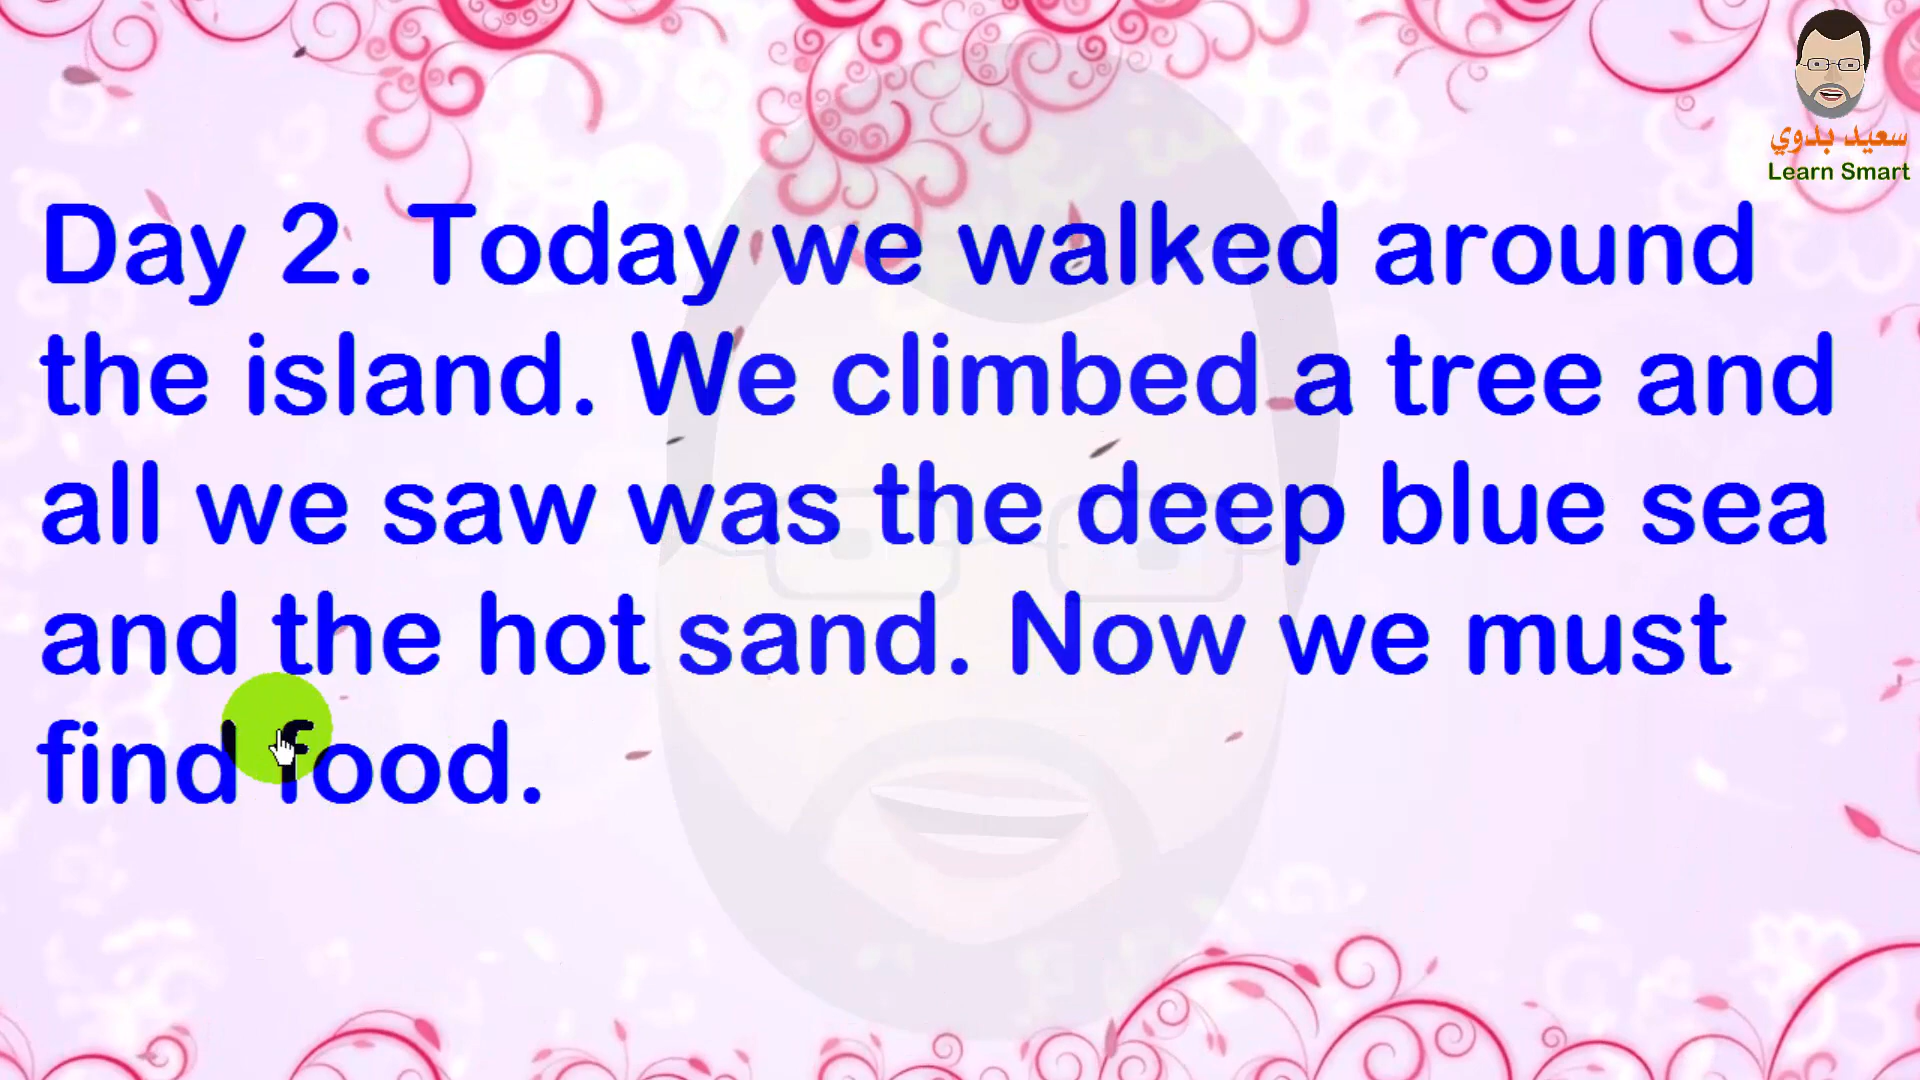 سعيد بدوي
Learn Smart
Day 2. Today we walked around
the island. We climbed a tree and
all we saw was the deep blue sea
and the hot sand. Now we must
find food.